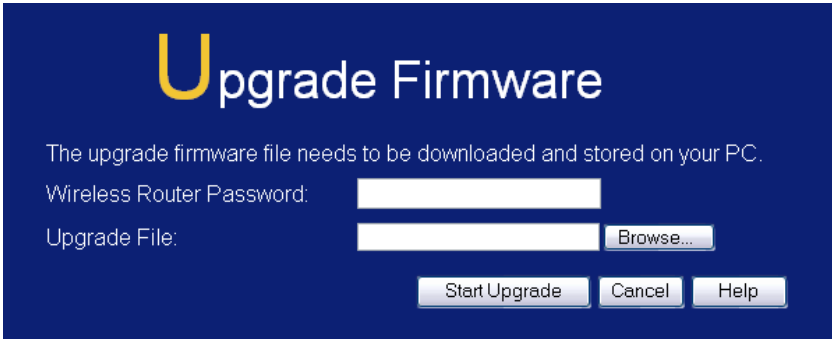 Upgrade Firmware
The upgrade firmware file needs to be downloaded and stored on your PC.
Wireless Router Password:
Upgrade File:
Browse...
Start Upgrade
Cancel
Help